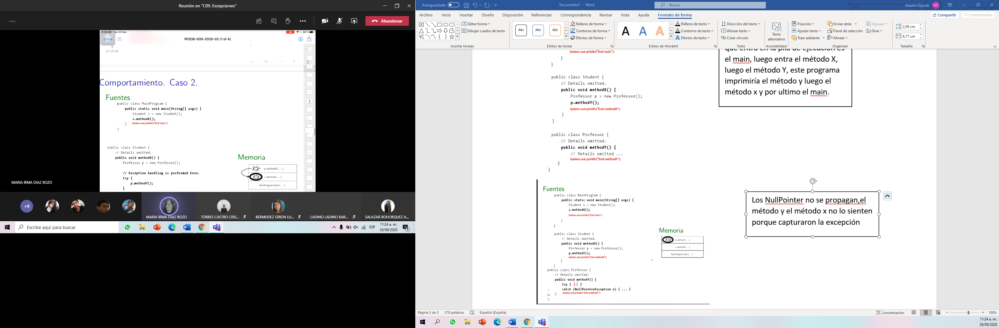 Reunión en "C09. Excepciones"
--:--
Abandonar
11:24 AM Tue 29 Sep
80 %
Done
!POOB-S09-2020-02 (1 of 4)
27 of 44
Comportamiento. Caso 2.
Fuentes
public class MainProgram {
public static void main(String[] args) {
Student s = new Student();
s.methodX();
} System.out.println("End main");
}
public class Student {
// Details omitted.
public void methodX() {
Professor p = new Professor();
// Exception handling is performed here.
try {
p.methodY();
}
Memoria
p.methodY(...)
s.methodX(...)
MainProgram.main(...)
MARIA IRMA DIAZ ROZO
+9
MARIA IRMA DIAZ ROZO
TORRES CASTRO CRIS...
BERMUDEZ GIRON LU...
LADINO LADINO KAR...
SALAZAR BOHORQUEZ A...
Escribe aquí para buscar
ESP
11:24 a. m.
29/09/2020
1
Autoguardado
Documento1 - Word
Buscar
Natalia Orjuela
NO
Archivo Inicio Insertar Diseño Disposición Referencias Correspondencia Revisar Vista Ayuda Formato de forma
Compartir
Comentarios
Editar forma
Dibujar cuadro de texto
Insertar formas
Abc Abc Abc
Relleno de forma
Contorno de forma
Efectos de forma
Estilos de forma
A A A
Relleno de texto
Contorno de texto
Efectos de texto
Estilos de WordArt
Dirección del texto
Alinear texto
Crear vínculo
Texto
Texto
alternativo
Accesibilidad
Posición
Ajustar texto
Traer adelante
Enviar atrás
Panel de selección
Alinear
Agrupar
Girar
Organizar
2,09 cm
6,17 cm
Tamaño
System.out.println("End main");
}
}
public class Student {
// Details omitted.
public void methodX() {
Professor p = new Professor();
p.methodY();
System.out.println("End methodX");
}
}
public class Professor {
// Details omitted.
public void methodY() {
// Details omitted ...
System.out.println("End methodY");
}
}
que entra en la pila de ejecución es
el main, luego entra el método X,
luego el método Y, este programa
imprimiría el método y luego el
método x y por ultimo el main.
Fuentes
public class MainProgram {
public static void main(String[] args) {
Student s = new Student();
s.methodX();
System.out.println("End main");
}
}
public class Student {
// Details omitted.
public void methodX() {
Professor p = new Professor();
p.methodY();
System.out.println("End methodX");
}
}
public class Professor {
// Details omitted.
public void methodY() {
try { }
catch (NullPointerException e) { ... }
} System.out.println("End methodY");
Memoria
p.methodY(...)
s.methodX(...)
MainProgram.main(...)
Los NullPointer no se propagan,el
método y el método x no lo sienten
porque capturaron la excepción
Página 5 de 5
378 palabras
Español (España)
Concentración
188%
11:24 a. m.
29/09/2020